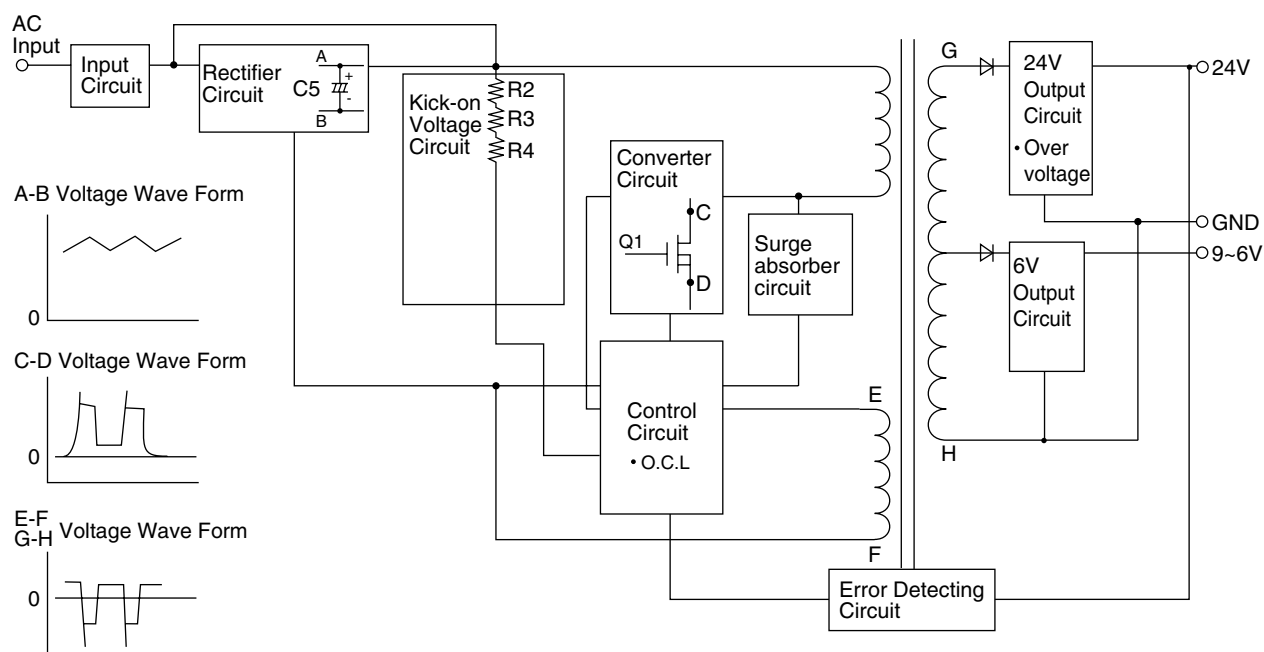 AC
Input
Input
Circuit
Rectifier
Circuit
A
C5
+
-
B
Kick-on
Voltage
Circuit
R2
R3
R4
Converter
Circuit
C
Q1
D
Surge
absorber
circuit
Control
Circuit
• O.C.L
E
F
G
H
24V
Output
Circuit
• Over
voltage
6V
Output
Circuit
24V
GND
9~6V
Error Detecting
Circuit
A-B Voltage Wave Form
0
C-D Voltage Wave Form
0
E-F
G-H Voltage Wave Form
0